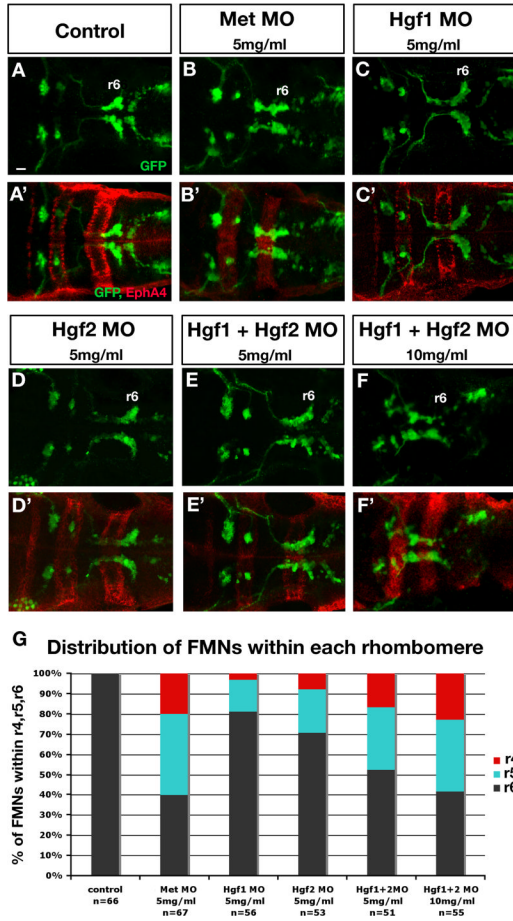 Control
Met MO
5mg/ml
Hgf1 MO
5mg/ml
A
r6
GFP
B
r6
C
r6
A'
GFP, EphA4
B'
C'
Hgf2 MO
5mg/ml
Hgf1 + Hgf2 MO
5mg/ml
Hgf1 + Hgf2 MO
10mg/ml
D
r6
E
r6
F
r6
D'
E'
F'
G
Distribution of FMNs within each rhombomere
% of FMNs within r4,r5,r6
100%
90%
80%
70%
60%
50%
40%
30%
20%
10%
0%
r4
r5
r6
control
n=66
Met MO
5mg/ml
n=67
Hgf1 MO
5mg/ml
n=56
Hgf2 MO
5mg/ml
n=53
Hgf1+2MO
5mg/ml
n=51
Hgf1+2 MO
10mg/ml
n=55